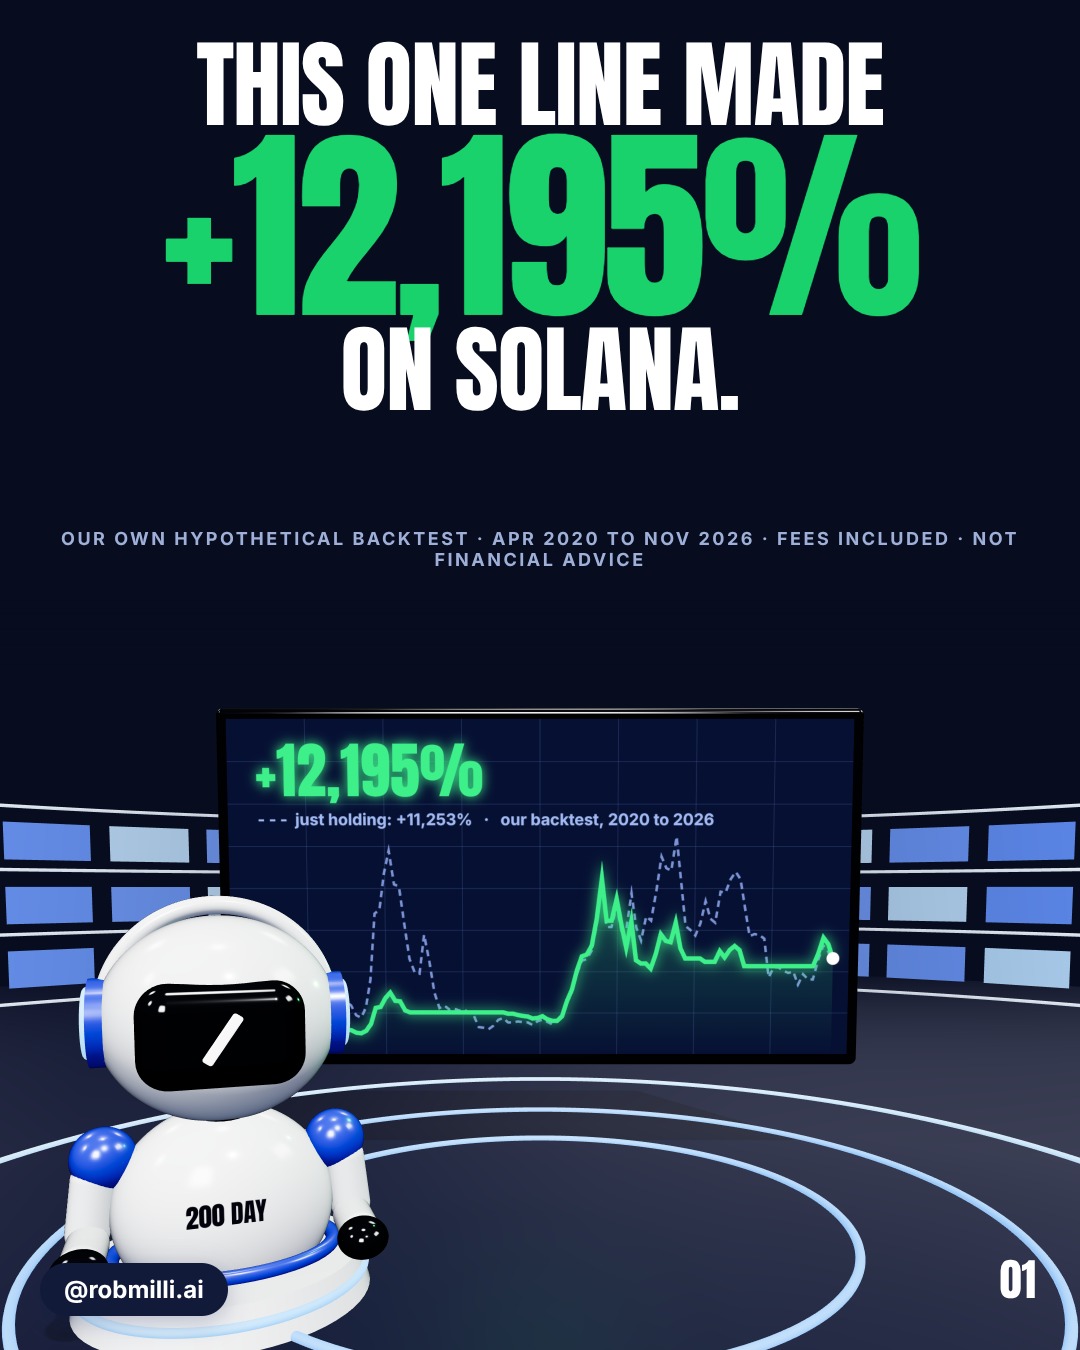 THIS ONE LINE MADE
+12,195%
ON SOLANA.
OUR OWN HYPOTHETICAL BACKTEST · APR 2020 TO NOV 2026 · FEES INCLUDED · NOT
FINANCIAL ADVICE
+12,195%
--- just holding: +11,253% · our backtest, 2020 to 2026
200 DAY
@robmilli.ai
01